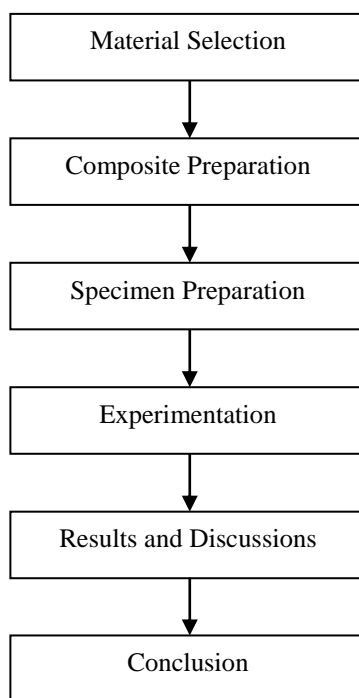 Material Selection
Composite Preparation
Specimen Preparation
Experimentation
Results and Discussions
Conclusion